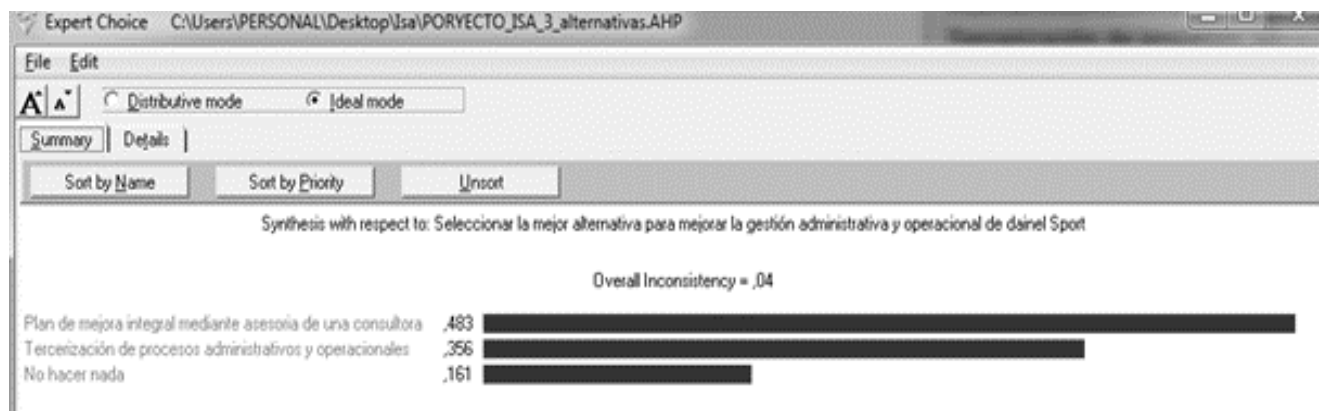 Expert Choice C:\Users\PERSONAL\Desktop\Isa\PORYECTO_ISA_3_alternativas.AHP
File Edit
A A Distributive mode Ideal mode
Summary Details
Sort by Name Sort by Priority Unsort
Synthesis with respect to: Seleccionar la mejor alternativa para mejorar la gestión administrativa y operacional de dainel Sport
Overall Inconsistency = ,04
Plan de mejora integral mediante asesoria de una consultora ,483
Tercerización de procesos administrativos y operacionales ,356
No hacer nada ,161